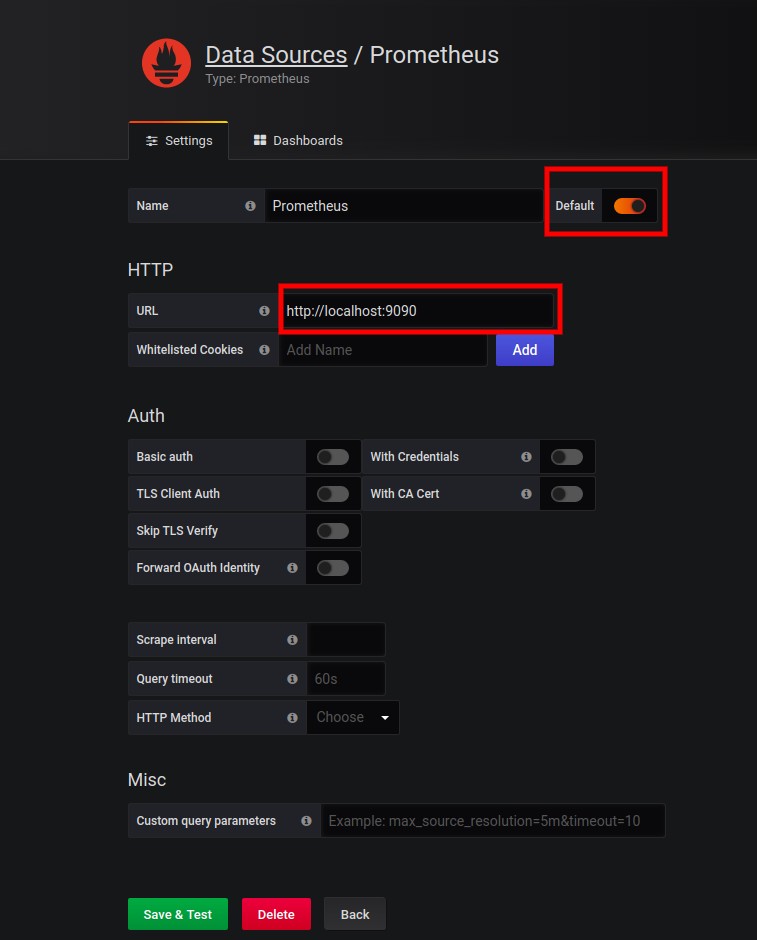 Data Sources / Prometheus
Type: Prometheus
Settings Dashboards
Name Prometheus Default
HTTP
URL http://localhost:9090
Whitelisted Cookies Add Name Add
Auth
Basic auth With Credentials
TLS Client Auth With CA Cert
Skip TLS Verify
Forward OAuth Identity
Scrape interval
Query timeout 60s
HTTP Method Choose
Misc
Custom query parameters Example: max_source_resolution=5m&timeout=10
Save & Test Delete Back